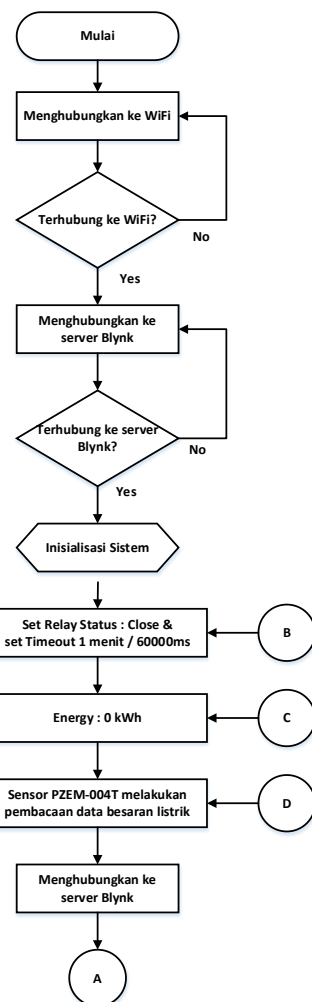 Mulai
Menghubungkan ke WiFi
Terhubung ke WiFi?
No
Yes
Menghubungkan ke
server Blynk
Terhubung ke server
Blynk?
No
Yes
Inisialisasi Sistem
Set Relay Status : Close &
set Timeout 1 menit / 60000ms
B
Energy : 0 kWh
C
Sensor PZEM-004T melakukan
pembacaan data besaran listrik
D
Menghubungkan ke
server Blynk
A